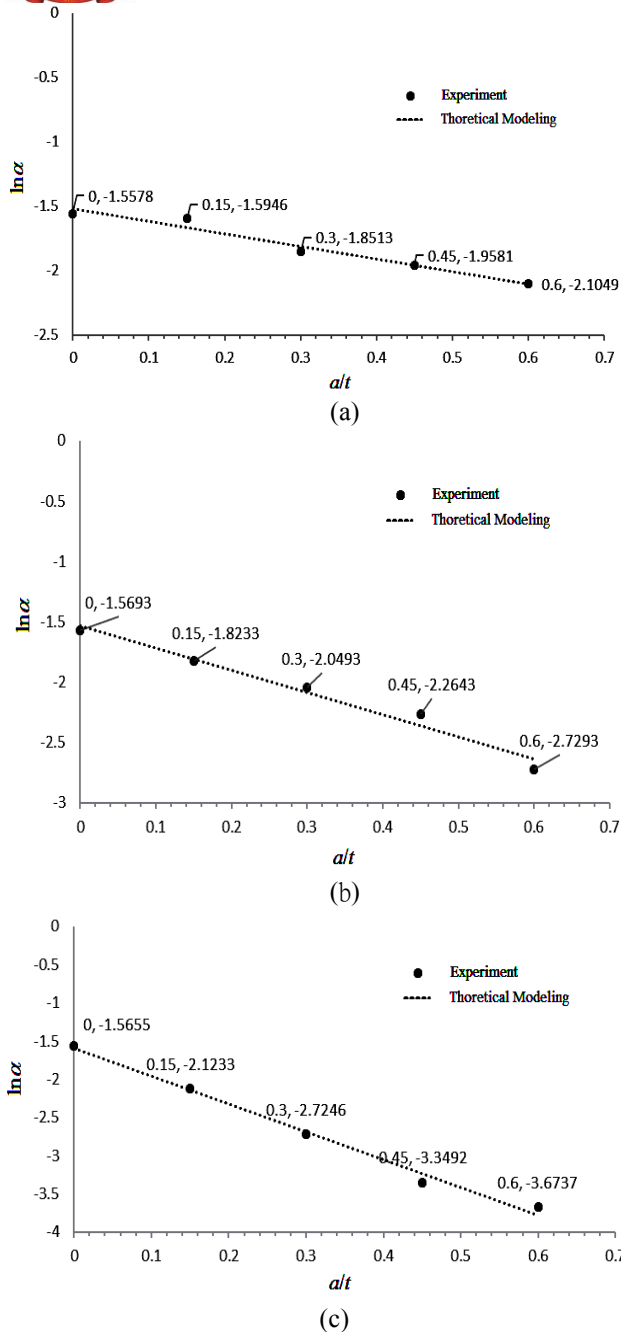 0
-0.5
-1
-1.5
-2
-2.5
lnα
Experiment
Thoretical Modeling
0, -1.5578
0.15, -1.5946
0.3, -1.8513
0.45, -1.9581
0.6, -2.1049
0 0.1 0.2 0.3 0.4 0.5 0.6 0.7
a/t
(a)
0
-0.5
-1
-1.5
-2
-2.5
-3
lnα
Experiment
Thoretical Modeling
0, -1.5693
0.15, -1.8233
0.3, -2.0493
0.45, -2.2643
0.6, -2.7293
0 0.1 0.2 0.3 0.4 0.5 0.6 0.7
a/t
(b)
0
-0.5
-1
-1.5
-2
-2.5
-3
-3.5
-4
lnα
Experiment
Thoretical Modeling
0, -1.5655
0.15, -2.1233
0.3, -2.7246
0.45, -3.3492
0.6, -3.6737
0 0.1 0.2 0.3 0.4 0.5 0.6 0.7
a/t
(c)